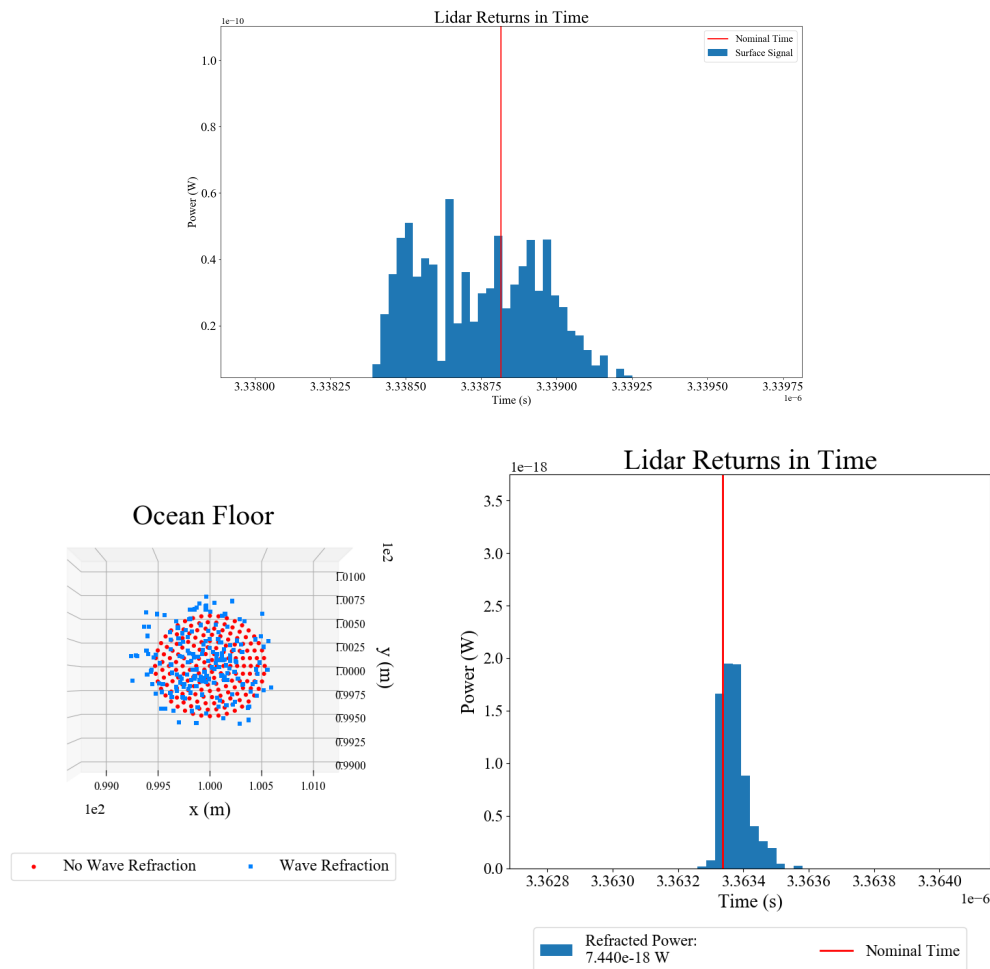 Lidar Returns in Time
1e−10
Nominal Time
Surface Signal
1.0
0.8
0.6
0.4
0.2
Power (W)
3.33800 3.33825 3.33850 3.33875 3.33900 3.33925 3.33950 3.33975
Time (s)
1e−6
Ocean Floor
1e2
1.0100
1.0075
1.0050
1.0025
1.0000
0.9975
0.9950
0.9925
0.9900
y (m)
0.990 0.995 1.000 1.005 1.010
1e2
x (m)
No Wave Refraction Wave Refraction
Lidar Returns in Time
1e−18
3.5
3.0
2.5
2.0
1.5
1.0
0.5
0.0
Power (W)
3.3628 3.3630 3.3632 3.3634 3.3636 3.3638 3.3640
Time (s)
1e−6
Refracted Power:
7.440e-18 W
Nominal Time